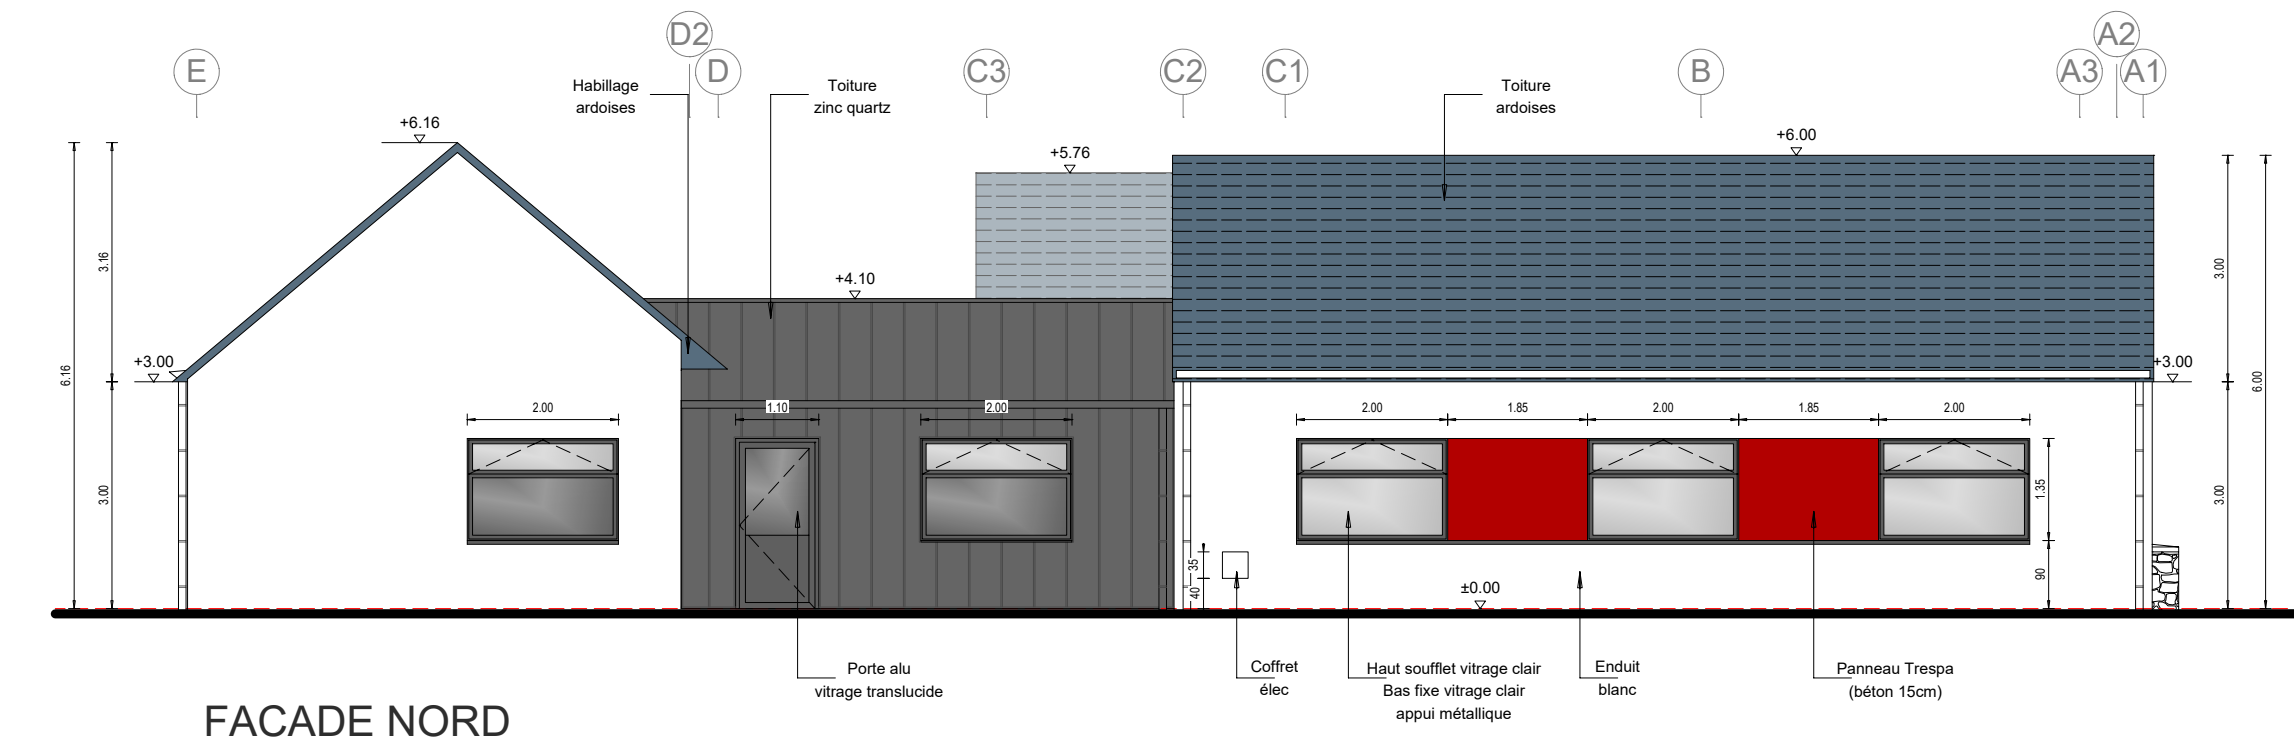 E
D2
D
C3
C2
C1
B
A3
A2
A1
Habillage
ardoises
Toiture
zinc quartz
Toiture
ardoises
+6.16
+5.76
+6.00
+4.10
+3.00
+3.00
3.16
6.16
3.00
3.00
6.00
3.00
2.00
1.10
2.00
2.00
1.85
2.00
1.85
2.00
1.35
90
35
40
±0.00
Porte alu
vitrage translucide
Coffret
élec
Haut soufflet vitrage clair
Bas fixe vitrage clair
appui métallique
Enduit
blanc
Panneau Trespa
(béton 15cm)
FACADE NORD